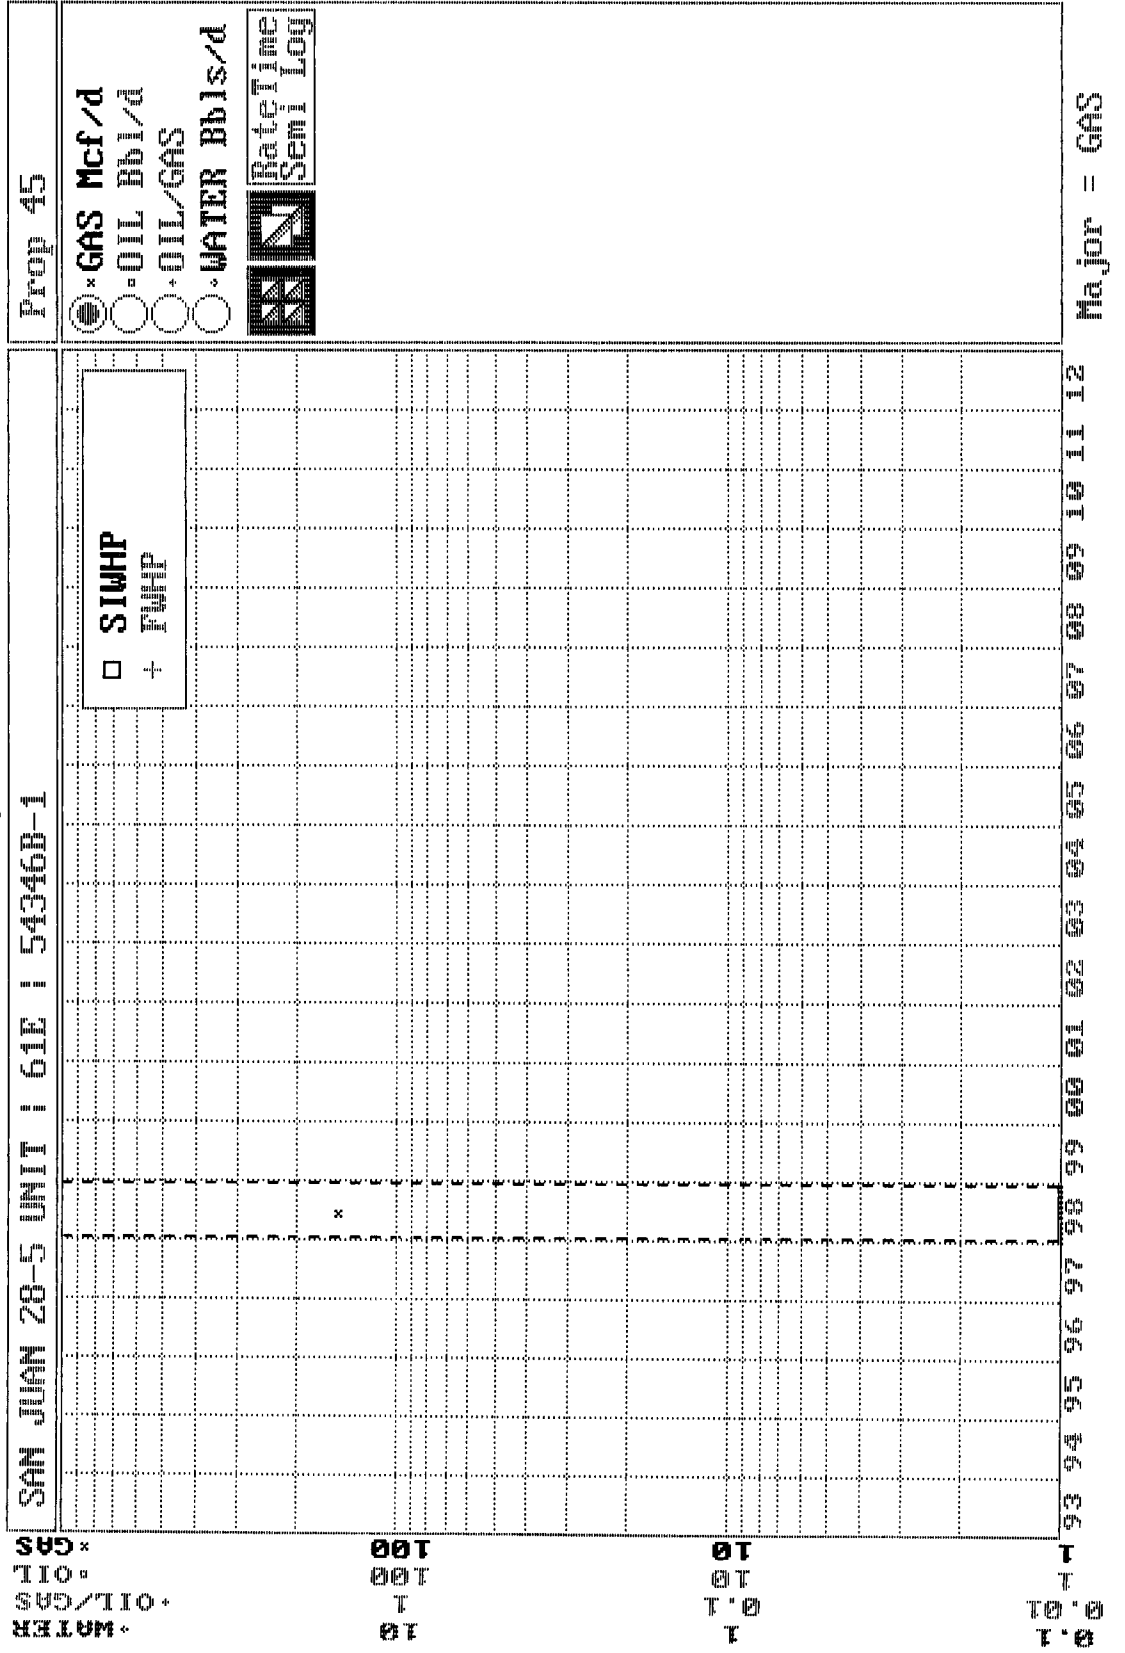 SAN JUAN 28-5 UNIT | 61E | 54346B-1
Prop 45
× GAS Mcf/d
▫ OIL Bbl/d
+ OIL/GAS
⋄ WATER Bbls/d
RateTime
Semi Log
□ SIWHP
+ FWHP
⋄ WATER
+ OIL/GAS
▫ OIL
× GAS
10 1 100 100
1 0.1 10 10
0.1 0.01 1 1
93 94 95 96 97 98 99 00 01 02 03 04 05 06 07 08 09 10 11 12
Major = GAS